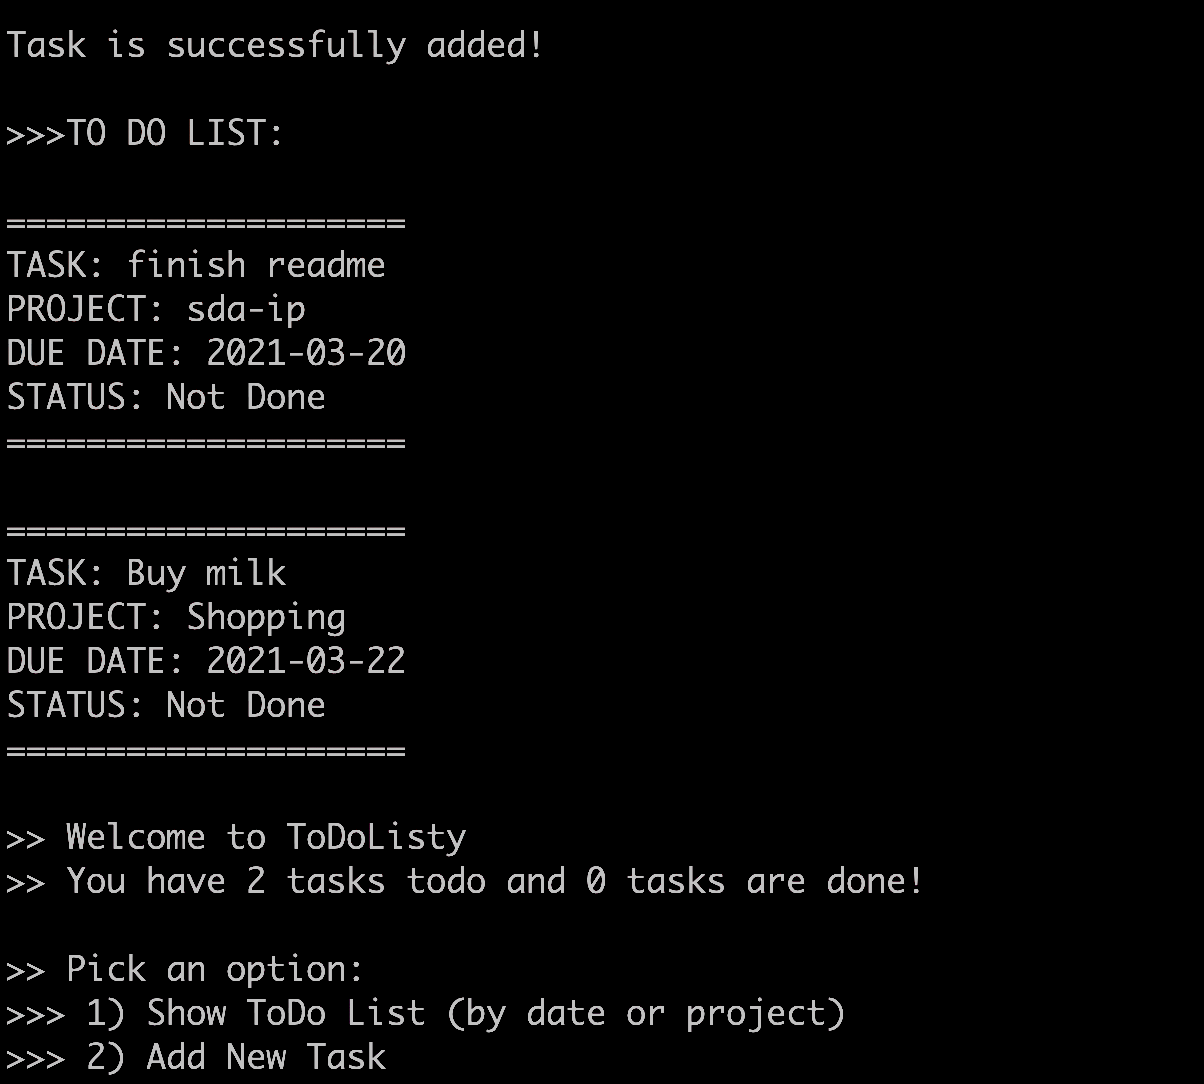 Task is successfully added!
>>>TO DO LIST:
====================
TASK: finish readme
PROJECT: sda-ip
DUE DATE: 2021-03-20
STATUS: Not Done
====================
====================
TASK: Buy milk
PROJECT: Shopping
DUE DATE: 2021-03-22
STATUS: Not Done
====================
>> Welcome to ToDoListy
>> You have 2 tasks todo and 0 tasks are done!
>> Pick an option:
>>> 1) Show ToDo List (by date or project)
>>> 2) Add New Task